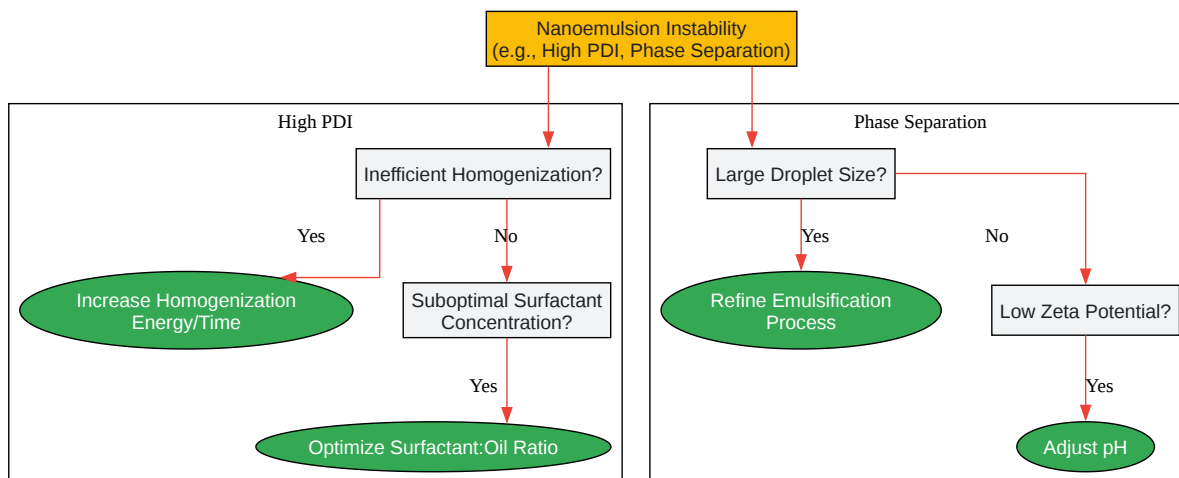 Nanoemulsion Instability
(e.g., High PDI, Phase Separation)
High PDI
Inefficient Homogenization?
Yes
No
Increase Homogenization
Energy/Time
Suboptimal Surfactant
Concentration?
Yes
Optimize Surfactant:Oil Ratio
Phase Separation
Large Droplet Size?
Yes
No
Refine Emulsification
Process
Low Zeta Potential?
Yes
Adjust pH